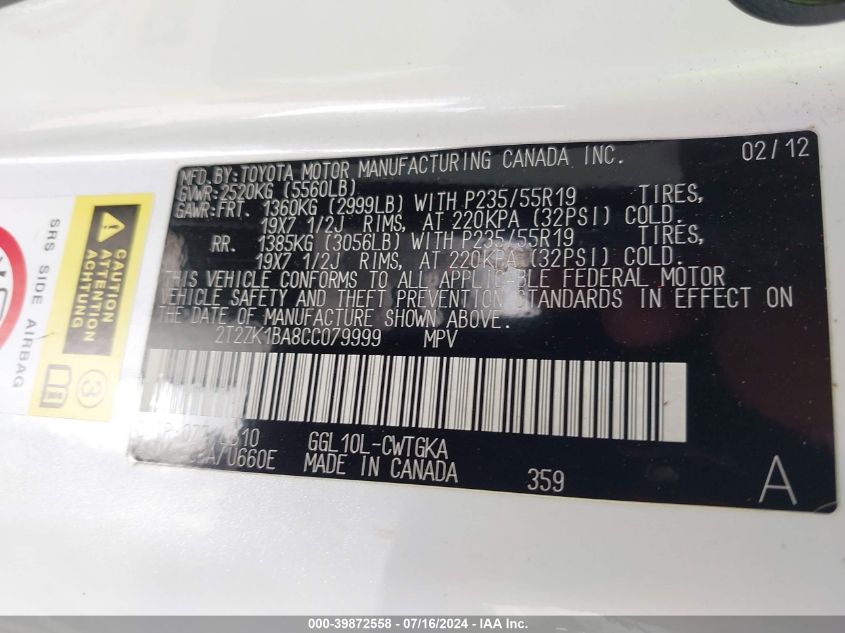 MFD. BY: TOYOTA MOTOR MANUFACTURING CANADA INC. 02/12
GVWR: 2520KG (5560LB)
GAWR: FRT. 1360KG (2999LB) WITH P235/55R19 TIRES,
19X7 1/2J RIMS, AT 220KPA (32PSI) COLD.
RR. 1385KG (3056LB) WITH P235/55R19 TIRES,
19X7 1/2J RIMS, AT 220KPA (32PSI) COLD.
THIS VEHICLE CONFORMS TO ALL APPLICABLE FEDERAL MOTOR
VEHICLE SAFETY AND THEFT PREVENTION STANDARDS IN EFFECT ON
THE DATE OF MANUFACTURE SHOWN ABOVE.
2T2ZK1BA8CC079999 MPV
GGL10L-CWTGKA
A/U660E MADE IN CANADA 359 A
SRS SIDE AIRBAG
CAUTION
ATTENTION
ACHTUNG
3
000-39872558 - 07/16/2024 - IAA Inc.